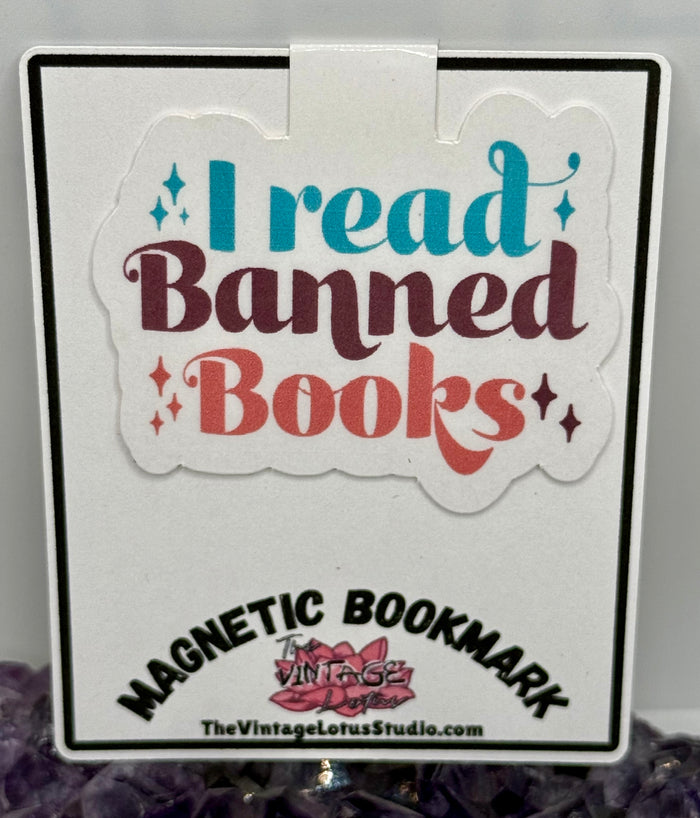 I read
Banned
Books
MAGNETIC BOOKMARK
The
VINTAGE
Lotus
TheVintageLotusStudio.com